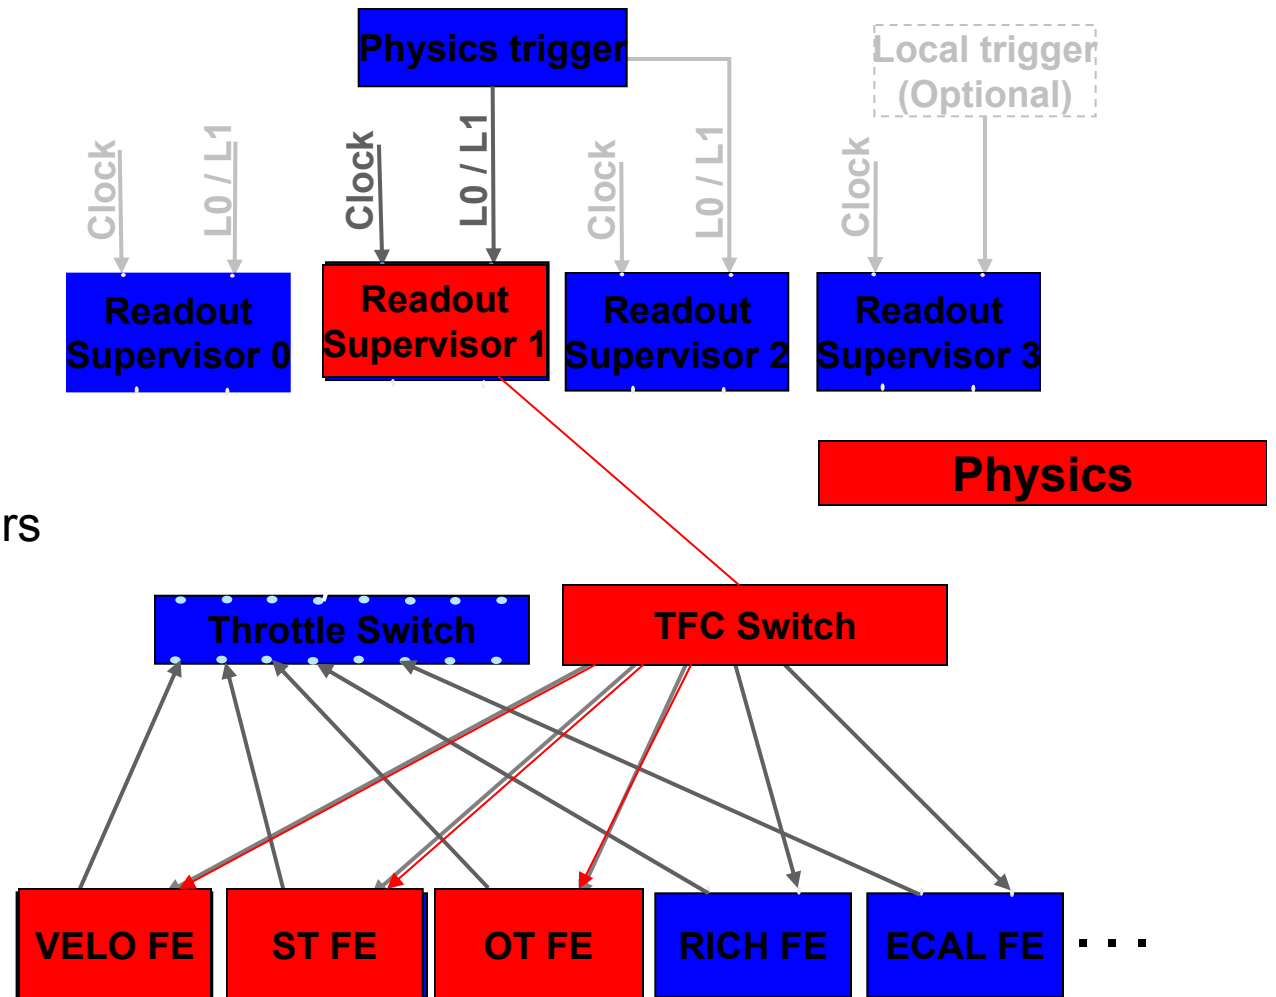 Physics trigger
Local trigger
(Optional)
Clock
L0 / L1
Clock
L0 / L1
Clock
L0 / L1
Clock
Readout
Supervisor 0
Readout
Supervisor 1
Readout
Supervisor 2
Readout
Supervisor 3
Physics
rs
Throttle Switch
TFC Switch
VELO FE
ST FE
OT FE
RICH FE
ECAL FE
. . .